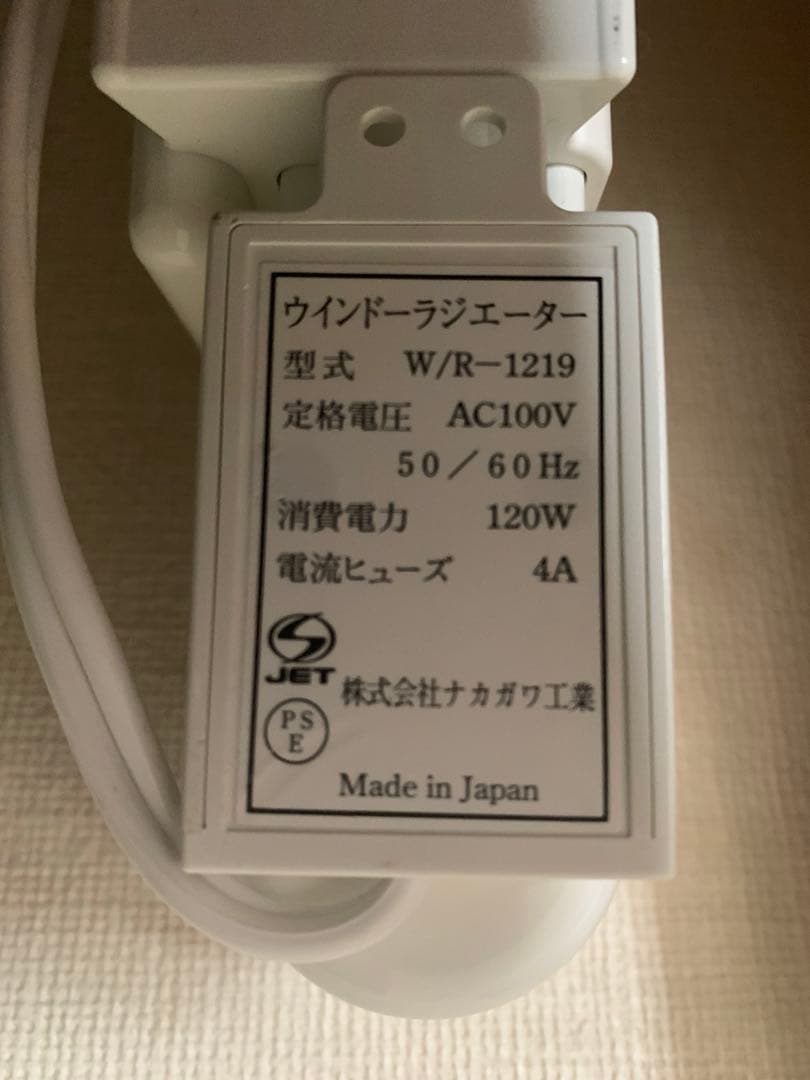 ウインドーラジエーター
型式 W/R-1219
定格電圧 AC100V
50/60Hz
消費電力 120W
電流ヒューズ 4A
JET
株式会社ナカガワ工業
PS
E
Made in Japan